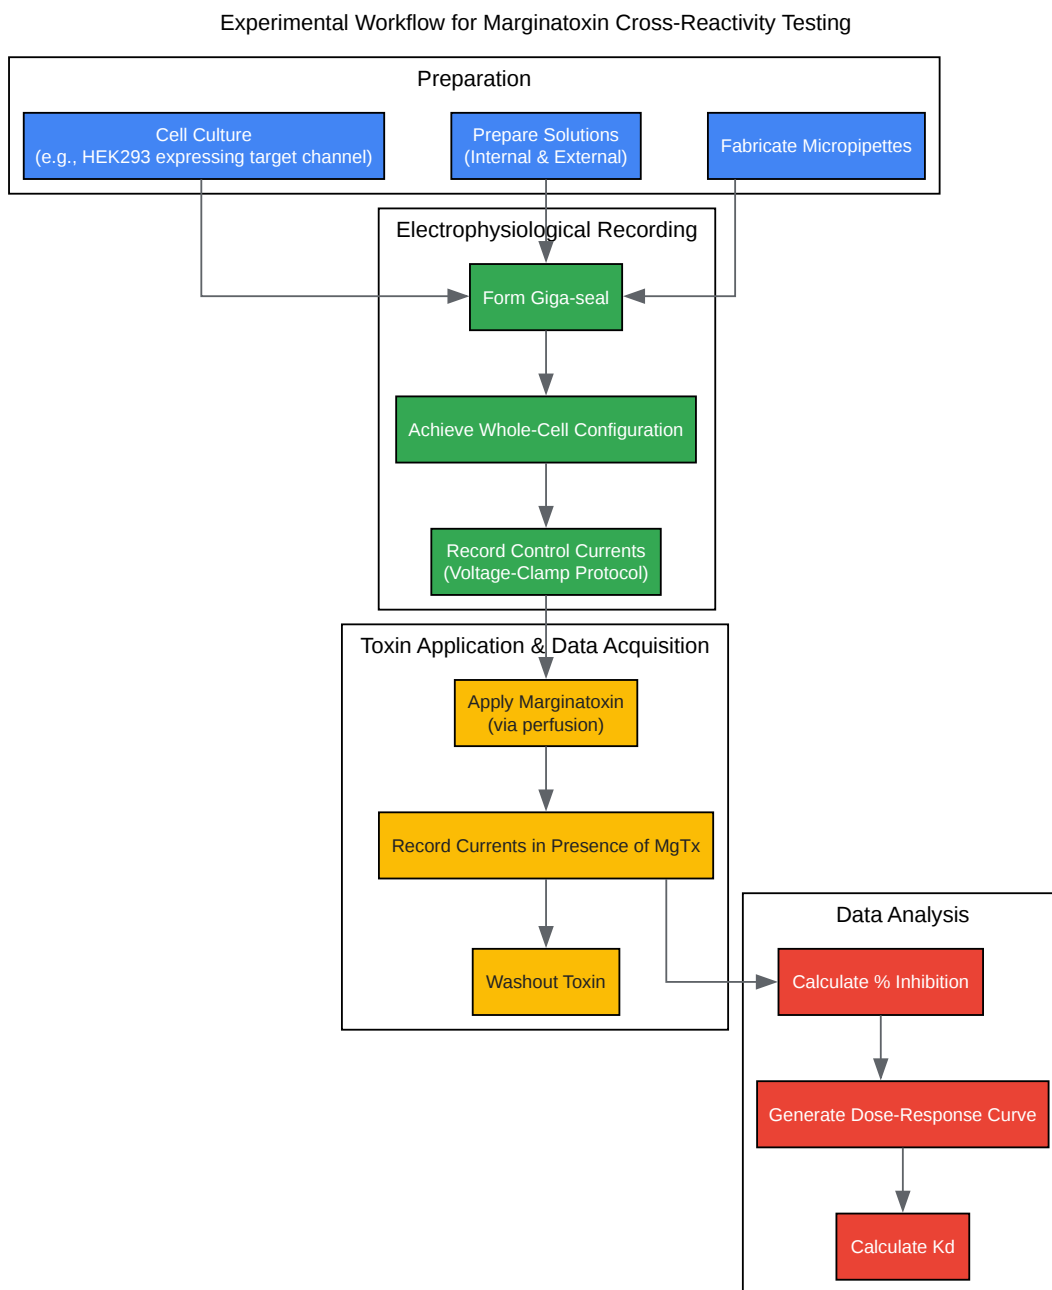 Experimental Workflow for Marginatoxin Cross-Reactivity Testing
Preparation
Cell Culture
(e.g., HEK293 expressing target channel)
Prepare Solutions
(Internal & External)
Fabricate Micropipettes
Electrophysiological Recording
Form Giga-seal
Achieve Whole-Cell Configuration
Record Control Currents
(Voltage-Clamp Protocol)
Toxin Application & Data Acquisition
Apply Marginatoxin
(via perfusion)
Record Currents in Presence of MgTx
Washout Toxin
Data Analysis
Calculate % Inhibition
Generate Dose-Response Curve
Calculate Kd